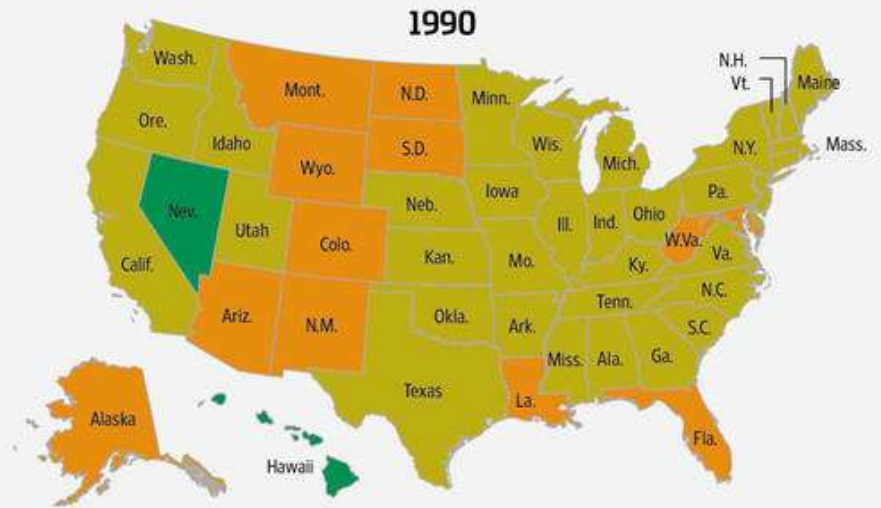 1990
Wash.
Mont.
N.D.
Minn.
N.H.
Vt.
Maine
Ore.
Idaho
S.D.
Wis.
Mich.
N.Y.
Mass.
Wyo.
Nev.
Utah
Colo.
Neb.
Iowa
Ill.
Ind.
Ohio
Pa.
Calif.
Kan.
Mo.
Ky.
W.Va.
Va.
Ariz.
N.M.
Okla.
Ark.
Tenn.
N.C.
S.C.
Texas
La.
Miss.
Ala.
Ga.
Fla.
Alaska
Hawaii